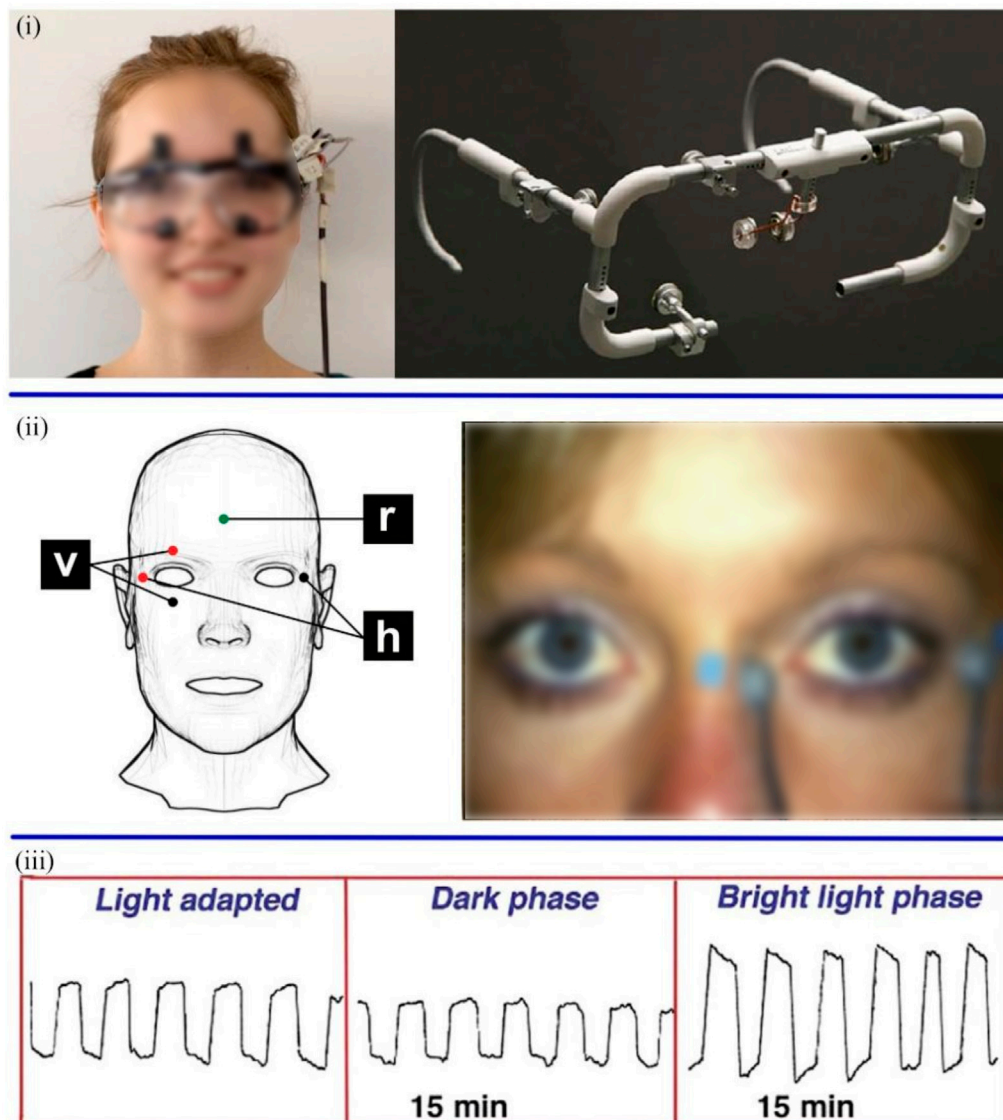 (i)
(ii)
r
v
h
(iii)
Light adapted
Dark phase
Bright light phase
15 min
15 min